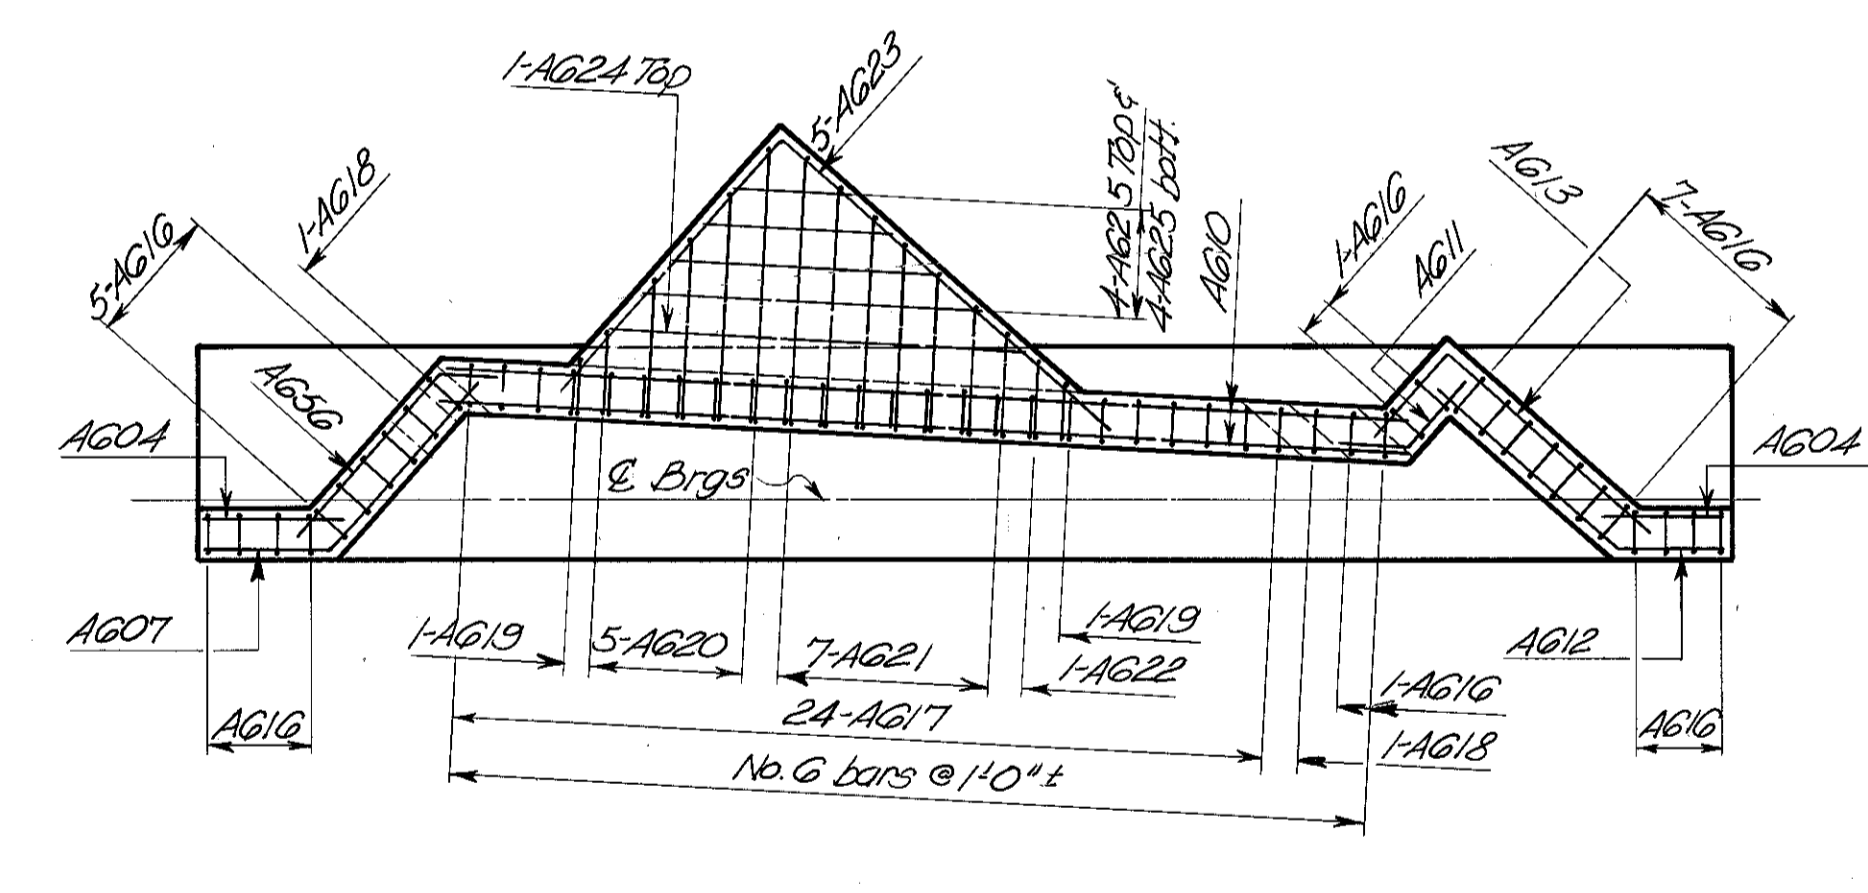 1-A624 Top
5-A623
4-A625 Top &
4-A625 bott.
A613
7-A616
1-A616
A611
A610
1-A618
5-A616
A656
A604
A604
℄ Brgs
A607
A612
1-A619
5-A620
7-A621
1-A619
1-A622
1-A616
24-A617
1-A618
A616
A616
No. 6 bars @ 1'-0" ±